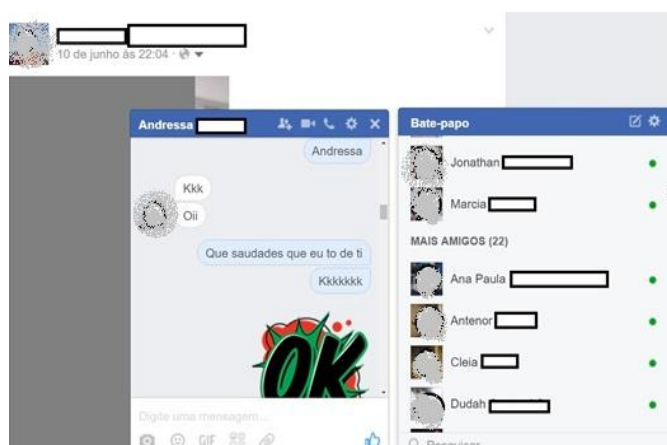 10 de junho às 22:04 ·
Andressa
Andressa
Kkk
Oii
Que saudades que eu to de ti
Kkkkkkk
OK
Digite uma mensagem...
GIF
Bate-papo
Jonathan
Marcia
MAIS AMIGOS (22)
Ana Paula
Antenor
Cleia
Dudah
Pesquisar